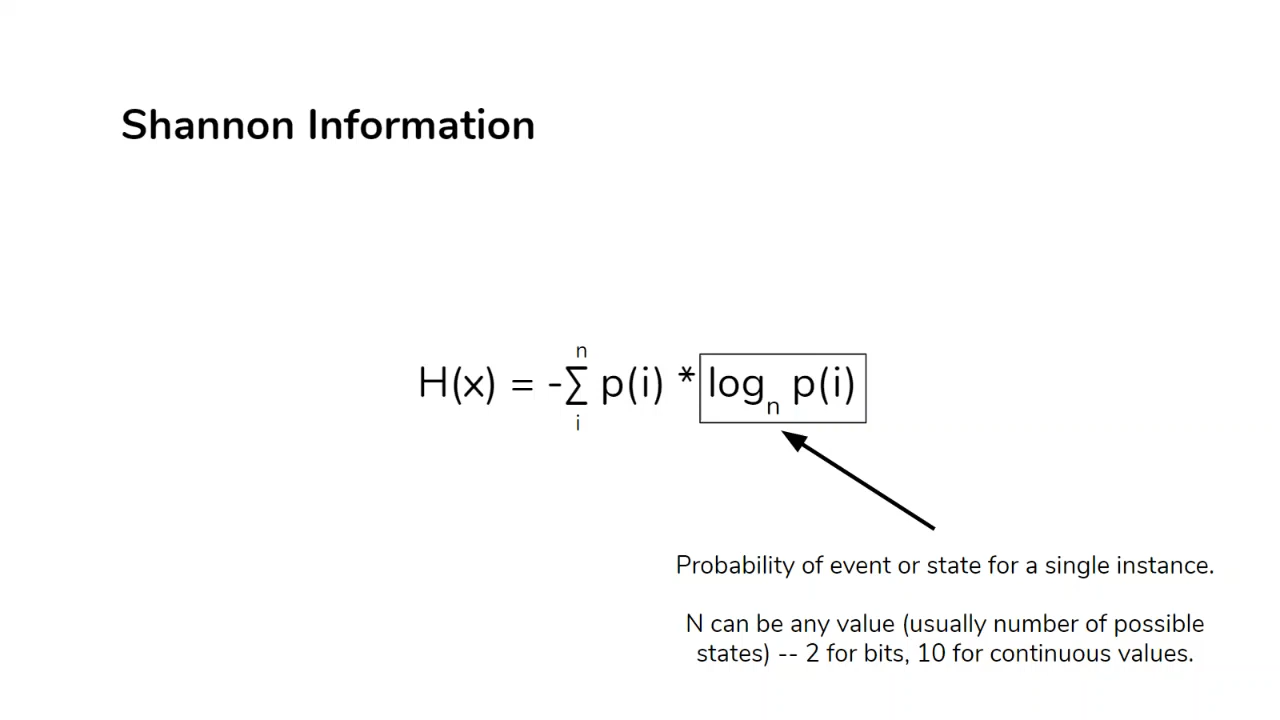 Shannon Information
n
H(x) = -∑ p(i) * log_n p(i)
i
Probability of event or state for a single instance.
N can be any value (usually number of possible
states) -- 2 for bits, 10 for continuous values.